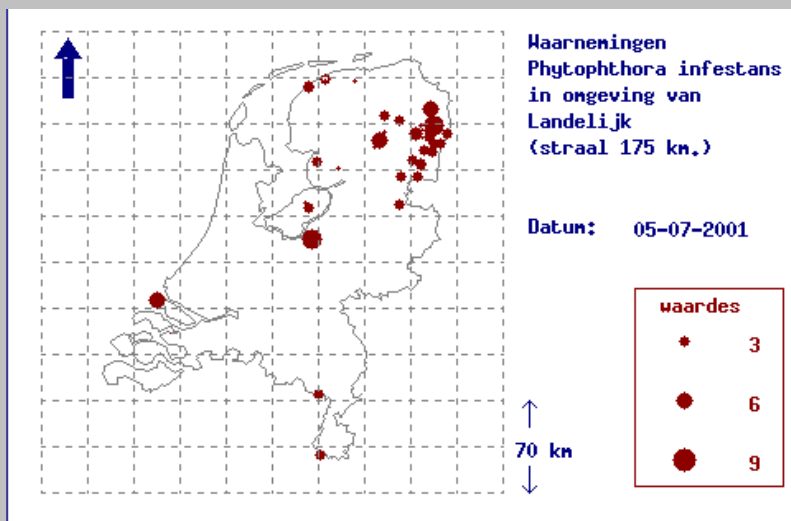 Waarnemingen
Phytophthora infestans
in omgeving van
Landelijk
(straal 175 km.)
Datum: 05-07-2001
waardes
3
6
9
70 km